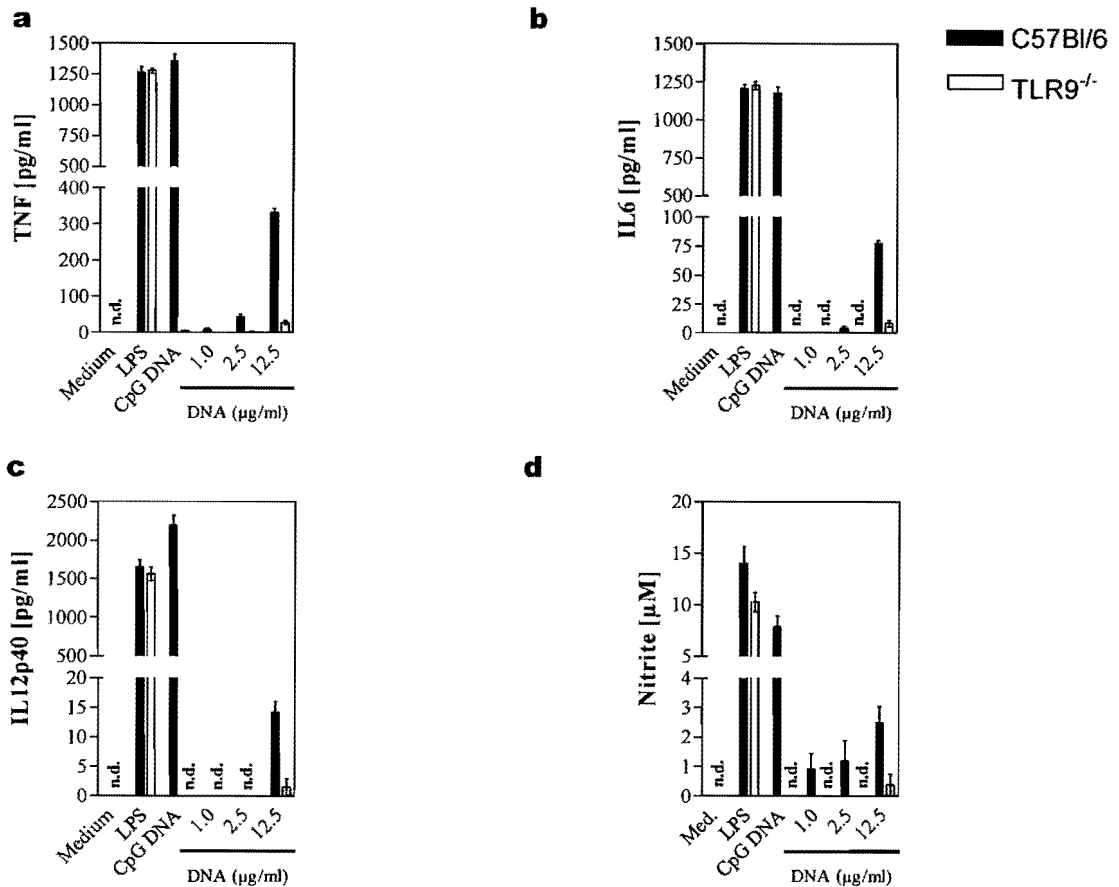 a
TNF [pg/ml]
1500
1250
1000
750
500
400
300
200
100
0
n.d.
Medium
LPS
CpG DNA
1.0
2.5
12.5
DNA (µg/ml)
b
IL6 [pg/ml]
1500
1250
1000
750
500
100
75
50
25
0
n.d.
n.d.
n.d.
n.d.
Medium
LPS
CpG DNA
1.0
2.5
12.5
DNA (µg/ml)
C57Bl/6
TLR9-/-
c
IL12p40 [pg/ml]
2500
2000
1500
1000
500
20
15
10
5
0
n.d.
n.d.
n.d.
n.d.
Medium
LPS
CpG DNA
1.0
2.5
12.5
DNA (µg/ml)
d
Nitrite [µM]
20
15
10
5
4
3
2
1
0
n.d.
n.d.
n.d.
n.d.
Med.
LPS
CpG DNA
1.0
2.5
12.5
DNA (µg/ml)